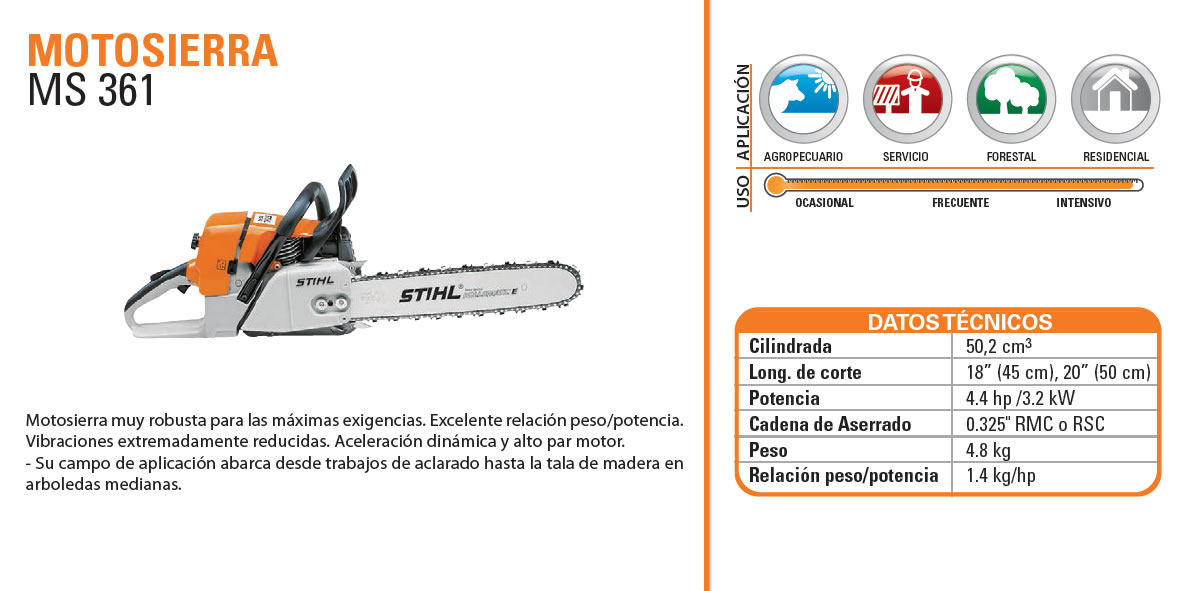 MOTOSIERRA
MS 361
STIHL
STIHL®
E
Motosierra muy robusta para las máximas exigencias. Excelente relación peso/potencia.
Vibraciones extremadamente reducidas. Aceleración dinámica y alto par motor.
- Su campo de aplicación abarca desde trabajos de aclarado hasta la tala de madera en
arboledas medianas.
APLICACIÓN
AGROPECUARIO SERVICIO FORESTAL RESIDENCIAL
USO
OCASIONAL FRECUENTE INTENSIVO
DATOS TÉCNICOS
Cilindrada 50,2 cm³
Long. de corte 18” (45 cm), 20” (50 cm)
Potencia 4.4 hp /3.2 kW
Cadena de Aserrado 0.325" RMC o RSC
Peso 4.8 kg
Relación peso/potencia 1.4 kg/hp